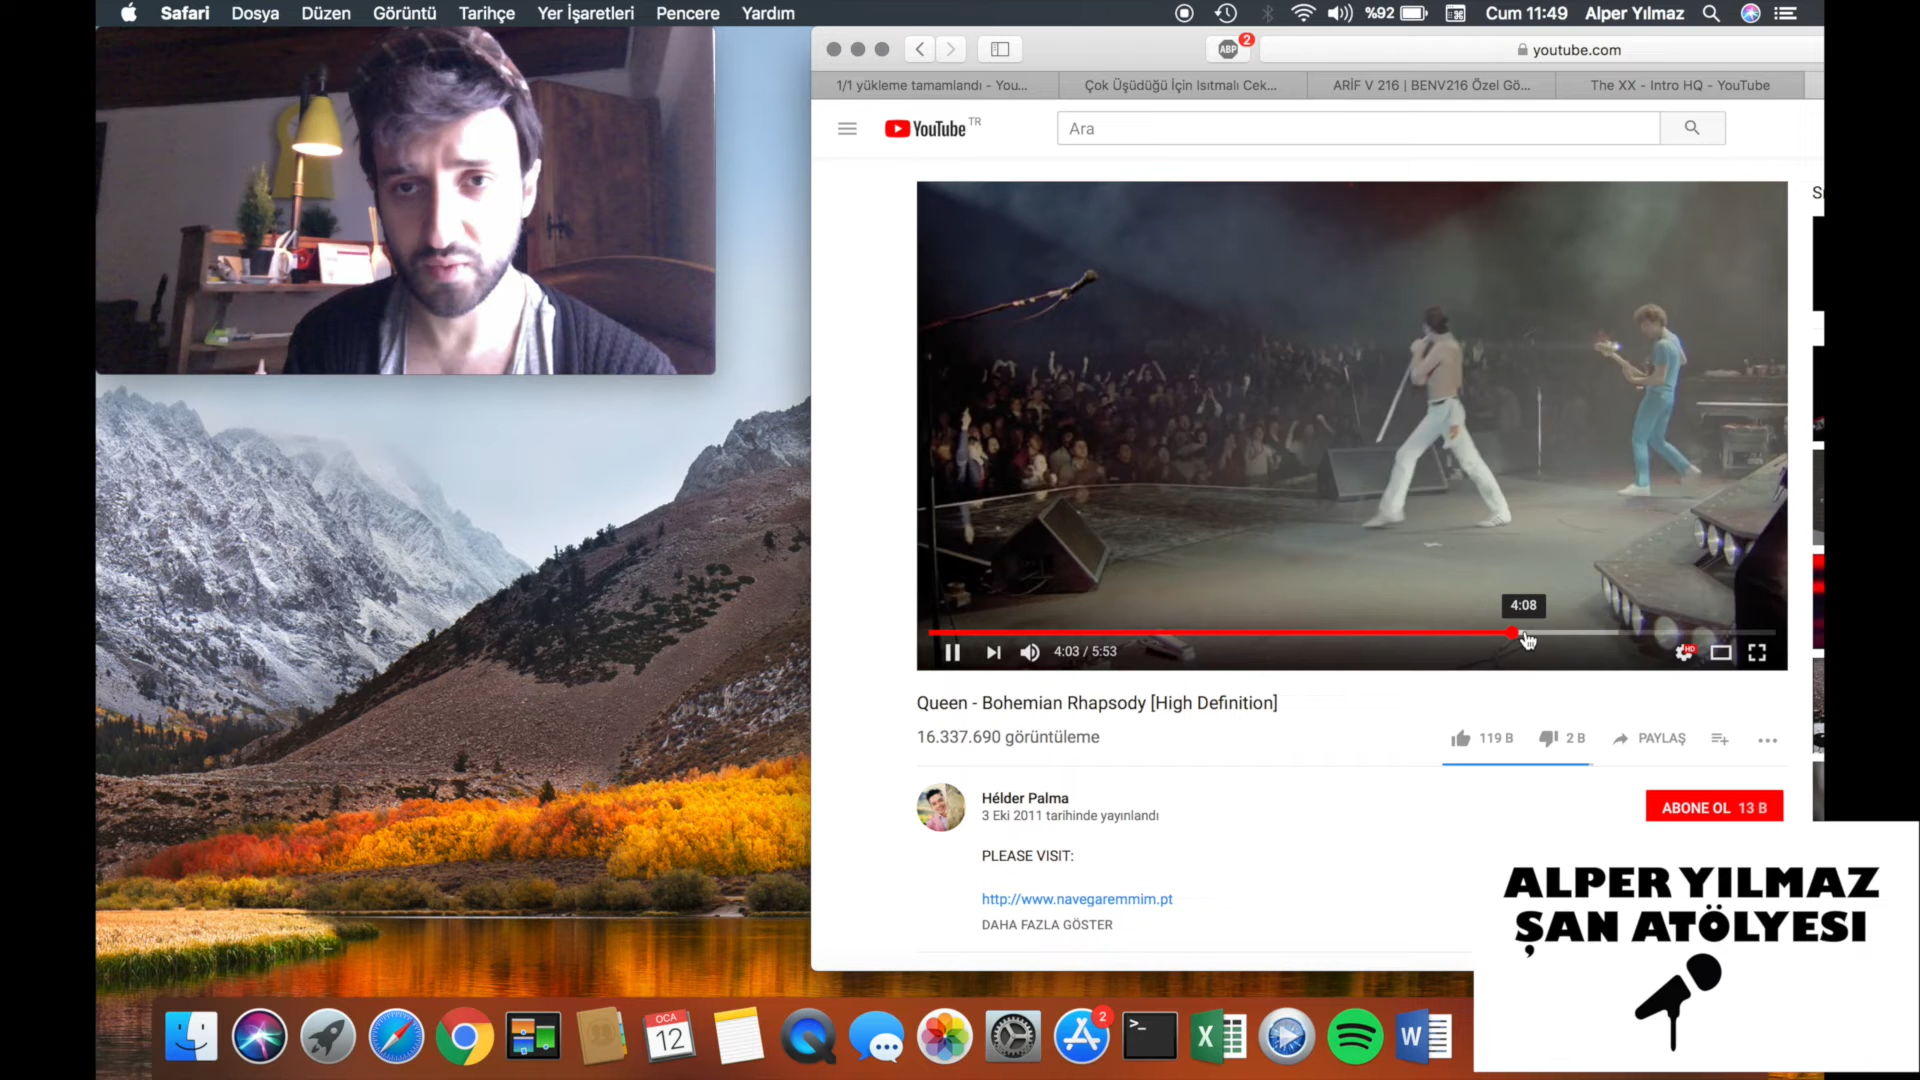 Safari Dosya Düzen Görüntü Tarihçe Yer İşaretleri Pencere Yardım
%92 Cum 11:49 Alper Yılmaz
ABP 2
youtube.com
1/1 yükleme tamamlandı - You...
Çok Üşüdüğü İçin Isıtmalı Cek...
ARİF V 216 | BENV216 Özel Gö...
The XX - Intro HQ - YouTube
YouTube TR
Ara
4:08
4:03 / 5:53
HD
Queen - Bohemian Rhapsody [High Definition]
16.337.690 görüntüleme
119 B
2 B
PAYLAŞ
Hélder Palma
3 Eki 2011 tarihinde yayınlandı
ABONE OL 13 B
PLEASE VISIT:
http://www.navegaremmim.pt
DAHA FAZLA GÖSTER
ALPER YILMAZ
ŞAN ATÖLYESI
OCA
12
2